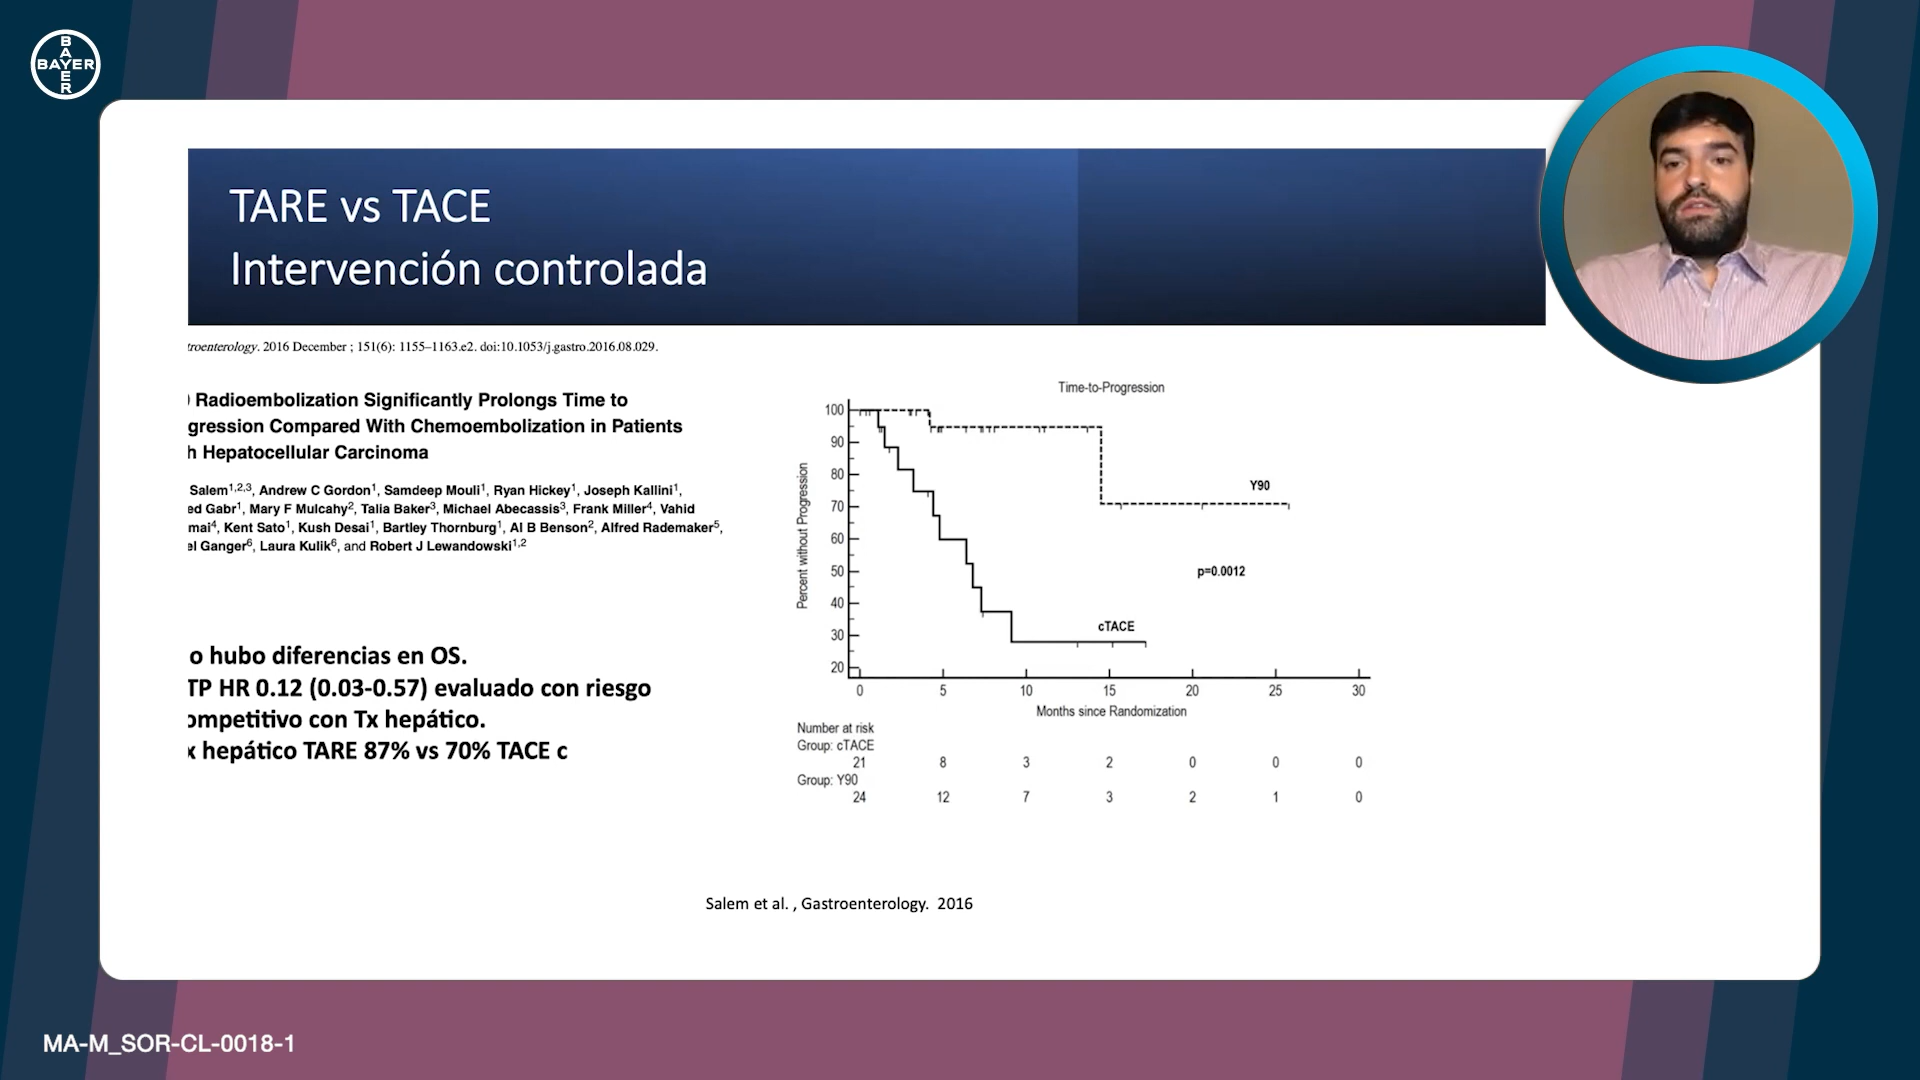 BAYER
BAYER
TARE vs TACE
Intervención controlada
troenterology. 2016 December ; 151(6): 1155–1163.e2. doi:10.1053/j.gastro.2016.08.029.
) Radioembolization Significantly Prolongs Time to
gression Compared With Chemoembolization in Patients
h Hepatocellular Carcinoma
Salem1,2,3, Andrew C Gordon1, Samdeep Mouli1, Ryan Hickey1, Joseph Kallini1,
ed Gabr1, Mary F Mulcahy2, Talia Baker3, Michael Abecassis3, Frank Miller4, Vahid
mai4, Kent Sato1, Kush Desai1, Bartley Thornburg1, Al B Benson2, Alfred Rademaker5,
el Ganger6, Laura Kulik6, and Robert J Lewandowski1,2
o hubo diferencias en OS.
TP HR 0.12 (0.03-0.57) evaluado con riesgo
ompetitivo con Tx hepático.
x hepático TARE 87% vs 70% TACE c
Time-to-Progression
Percent without Progression
100
90
80
70
60
50
40
30
20
Y90
p=0.0012
cTACE
0 5 10 15 20 25 30
Months since Randomization
Number at risk
Group: cTACE
21 8 3 2 0 0 0
Group: Y90
24 12 7 3 2 1 0
Salem et al. , Gastroenterology. 2016
MA-M_SOR-CL-0018-1